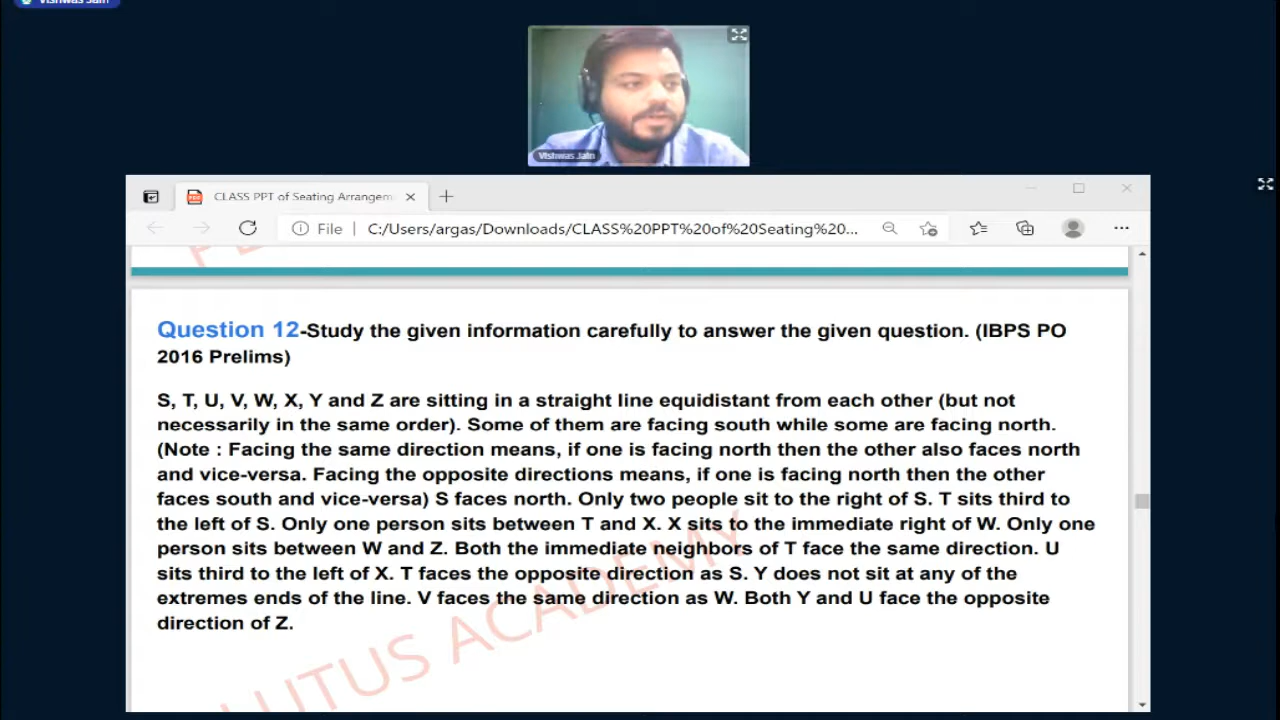 Vishwas Jain
Vishwas Jain
CLASS PPT of Seating Arrangem
File | C:/Users/argas/Downloads/CLASS%20PPT%20of%20Seating%20...
Question 12-Study the given information carefully to answer the given question. (IBPS PO
2016 Prelims)
S, T, U, V, W, X, Y and Z are sitting in a straight line equidistant from each other (but not
necessarily in the same order). Some of them are facing south while some are facing north.
(Note : Facing the same direction means, if one is facing north then the other also faces north
and vice-versa. Facing the opposite directions means, if one is facing north then the other
faces south and vice-versa) S faces north. Only two people sit to the right of S. T sits third to
the left of S. Only one person sits between T and X. X sits to the immediate right of W. Only one
person sits between W and Z. Both the immediate neighbors of T face the same direction. U
sits third to the left of X. T faces the opposite direction as S. Y does not sit at any of the
extremes ends of the line. V faces the same direction as W. Both Y and U face the opposite
direction of Z.
LUTUS ACADEMY